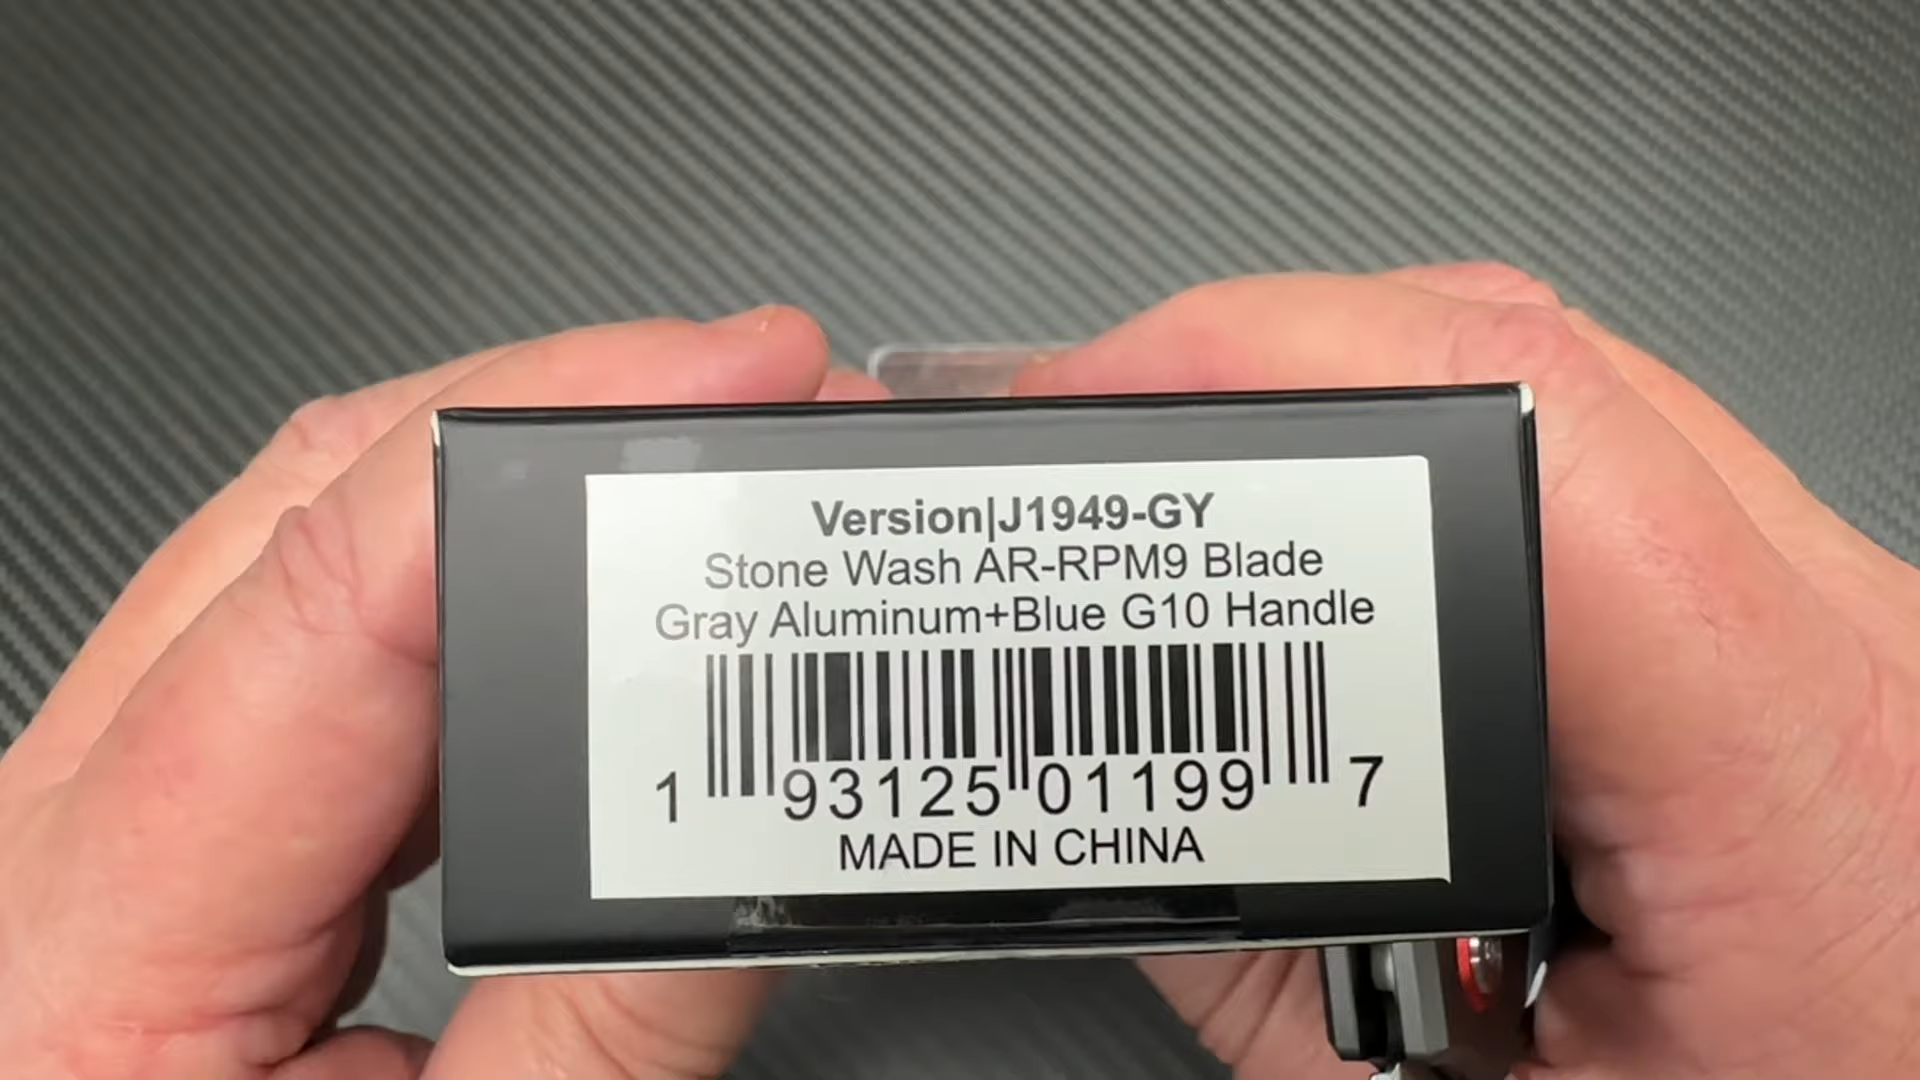 Version|J1949-GY
Stone Wash AR-RPM9 Blade
Gray Aluminum+Blue G10 Handle
1 93125 01199 7
MADE IN CHINA